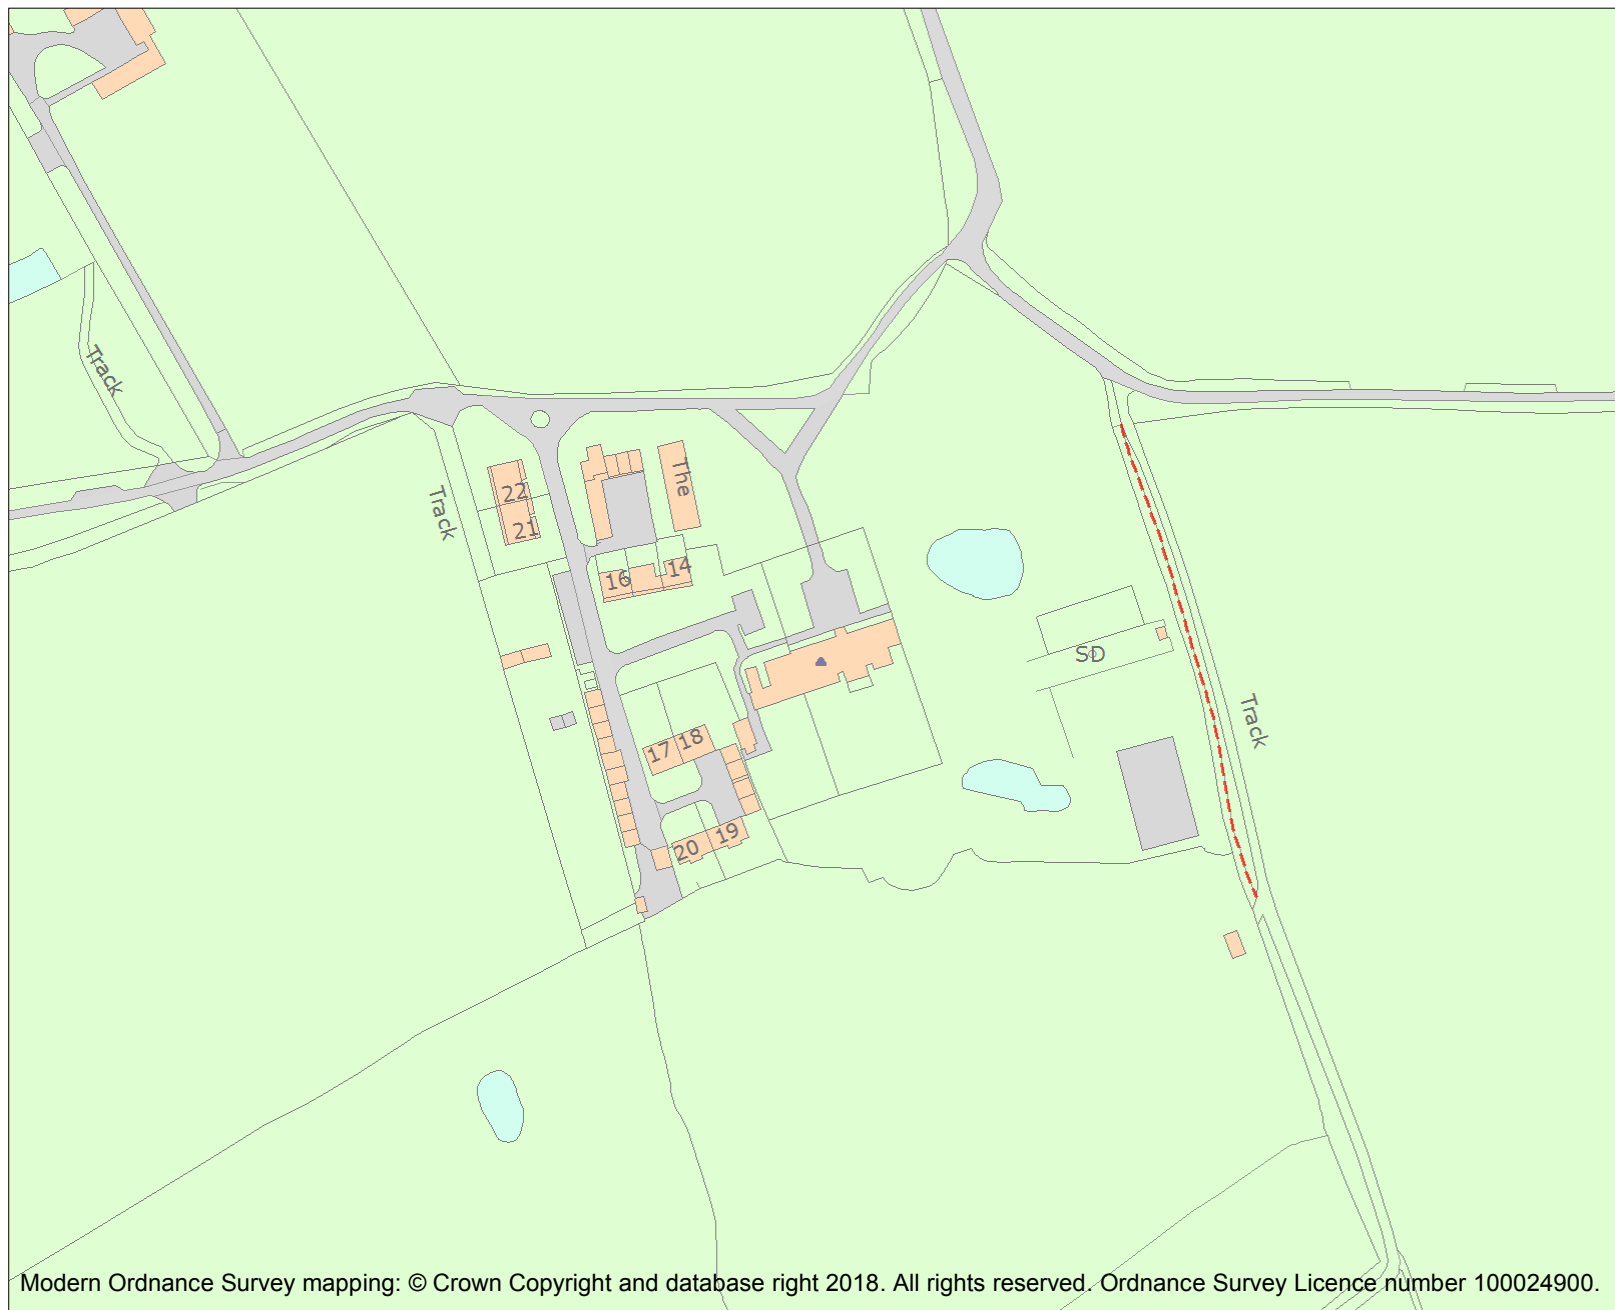 Track
Track
22
21
The
16
14
SD
Track
17
18
19
20
Modern Ordnance Survey mapping: © Crown Copyright and database right 2018. All rights reserved. Ordnance Survey Licence number 100024900.